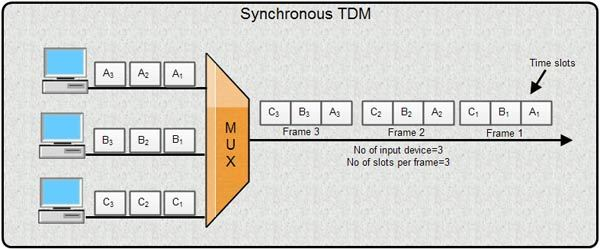 Synchronous TDM
Time slots
A3 A2 A1
B3 B2 B1
C3 C2 C1
MUX
C3 B3 A3 C2 B2 A2 C1 B1 A1
Frame 3 Frame 2 Frame 1
No of input device=3
No of slots per frame=3